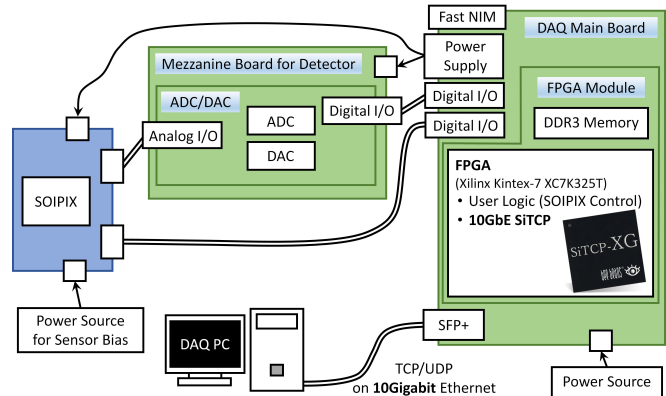 Fast NIM
DAQ Main Board
Power
Supply
Mezzanine Board for Detector
FPGA Module
ADC/DAC
Digital I/O
Digital I/O
ADC
DDR3 Memory
Analog I/O
Digital I/O
DAC
FPGA
(Xilinx Kintex-7 XC7K325T)
• User Logic (SOIPIX Control)
• 10GbE SiTCP
SOIPIX
SiTCP-XG
Power Source
for Sensor Bias
DAQ PC
SFP+
TCP/UDP
on 10Gigabit Ethernet
Power Source